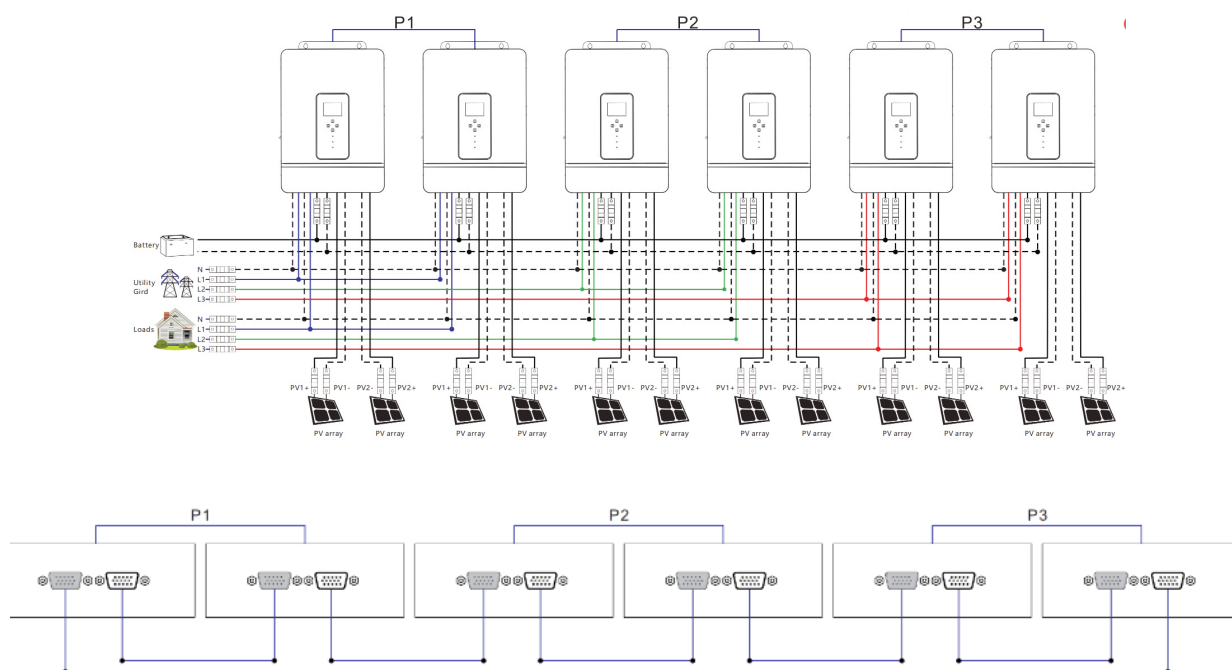 P1 P2 P3
Battery
N
L1
Utility
Gird
L2
L3
N
Loads
L1
L2
L3
PV1+ PV1- PV2- PV2+ PV1+ PV1- PV2- PV2+ PV1+ PV1- PV2- PV2+ PV1+ PV1- PV2- PV2+ PV1+ PV1- PV2- PV2+ PV1+ PV1- PV2- PV2+
PV array PV array PV array PV array PV array PV array PV array PV array PV array PV array PV array PV array
P1 P2 P3